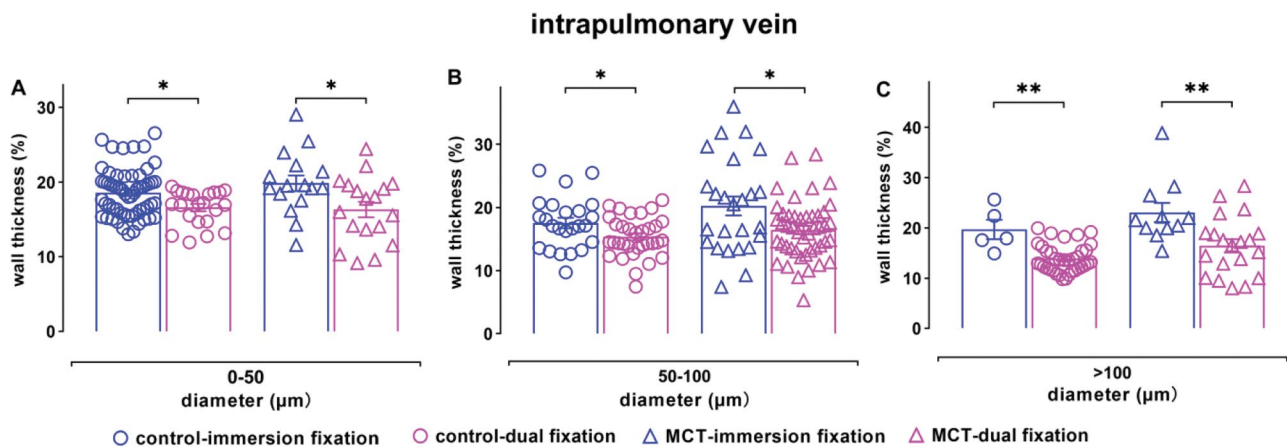 intrapulmonary vein
A
wall thickness (%)
30
20
10
0
*
*
0-50
diameter (μm)
B
wall thickness (%)
30
20
10
0
*
*
50-100
diameter (μm)
C
wall thickness (%)
40
30
20
10
0
**
**
>100
diameter (μm)
control-immersion fixation control-dual fixation MCT-immersion fixation MCT-dual fixation